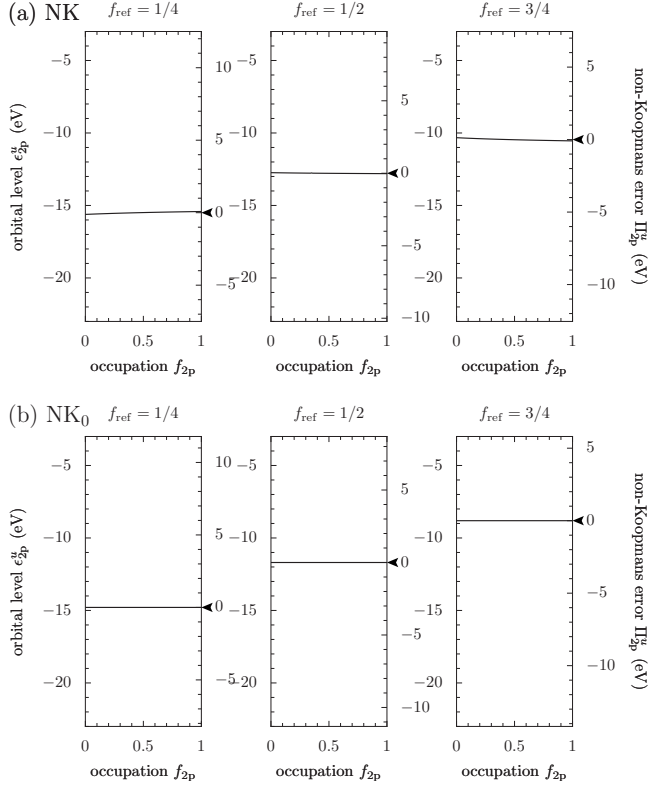 (a) NK
f_ref = 1/4 f_ref = 1/2 f_ref = 3/4
−5 −10 −15 −20
10 5 0 −5
−5 −10 −15 −20
5 0 −5 −10
−5 −10 −15 −20
5 0 −5 −10
orbital level ϵ^u_2p (eV)
non-Koopmans error Π^u_2p (eV)
0 0.5 1 0 0.5 1 0 0.5 1
occupation f_2p occupation f_2p occupation f_2p
(b) NK_0
f_ref = 1/4 f_ref = 1/2 f_ref = 3/4
−5 −10 −15 −20
10 5 0 −5
−5 −10 −15 −20
5 0 −5 −10
−5 −10 −15 −20
5 0 −5 −10
orbital level ϵ^u_2p (eV)
non-Koopmans error Π^u_2p (eV)
0 0.5 1 0 0.5 1 0 0.5 1
occupation f_2p occupation f_2p occupation f_2p